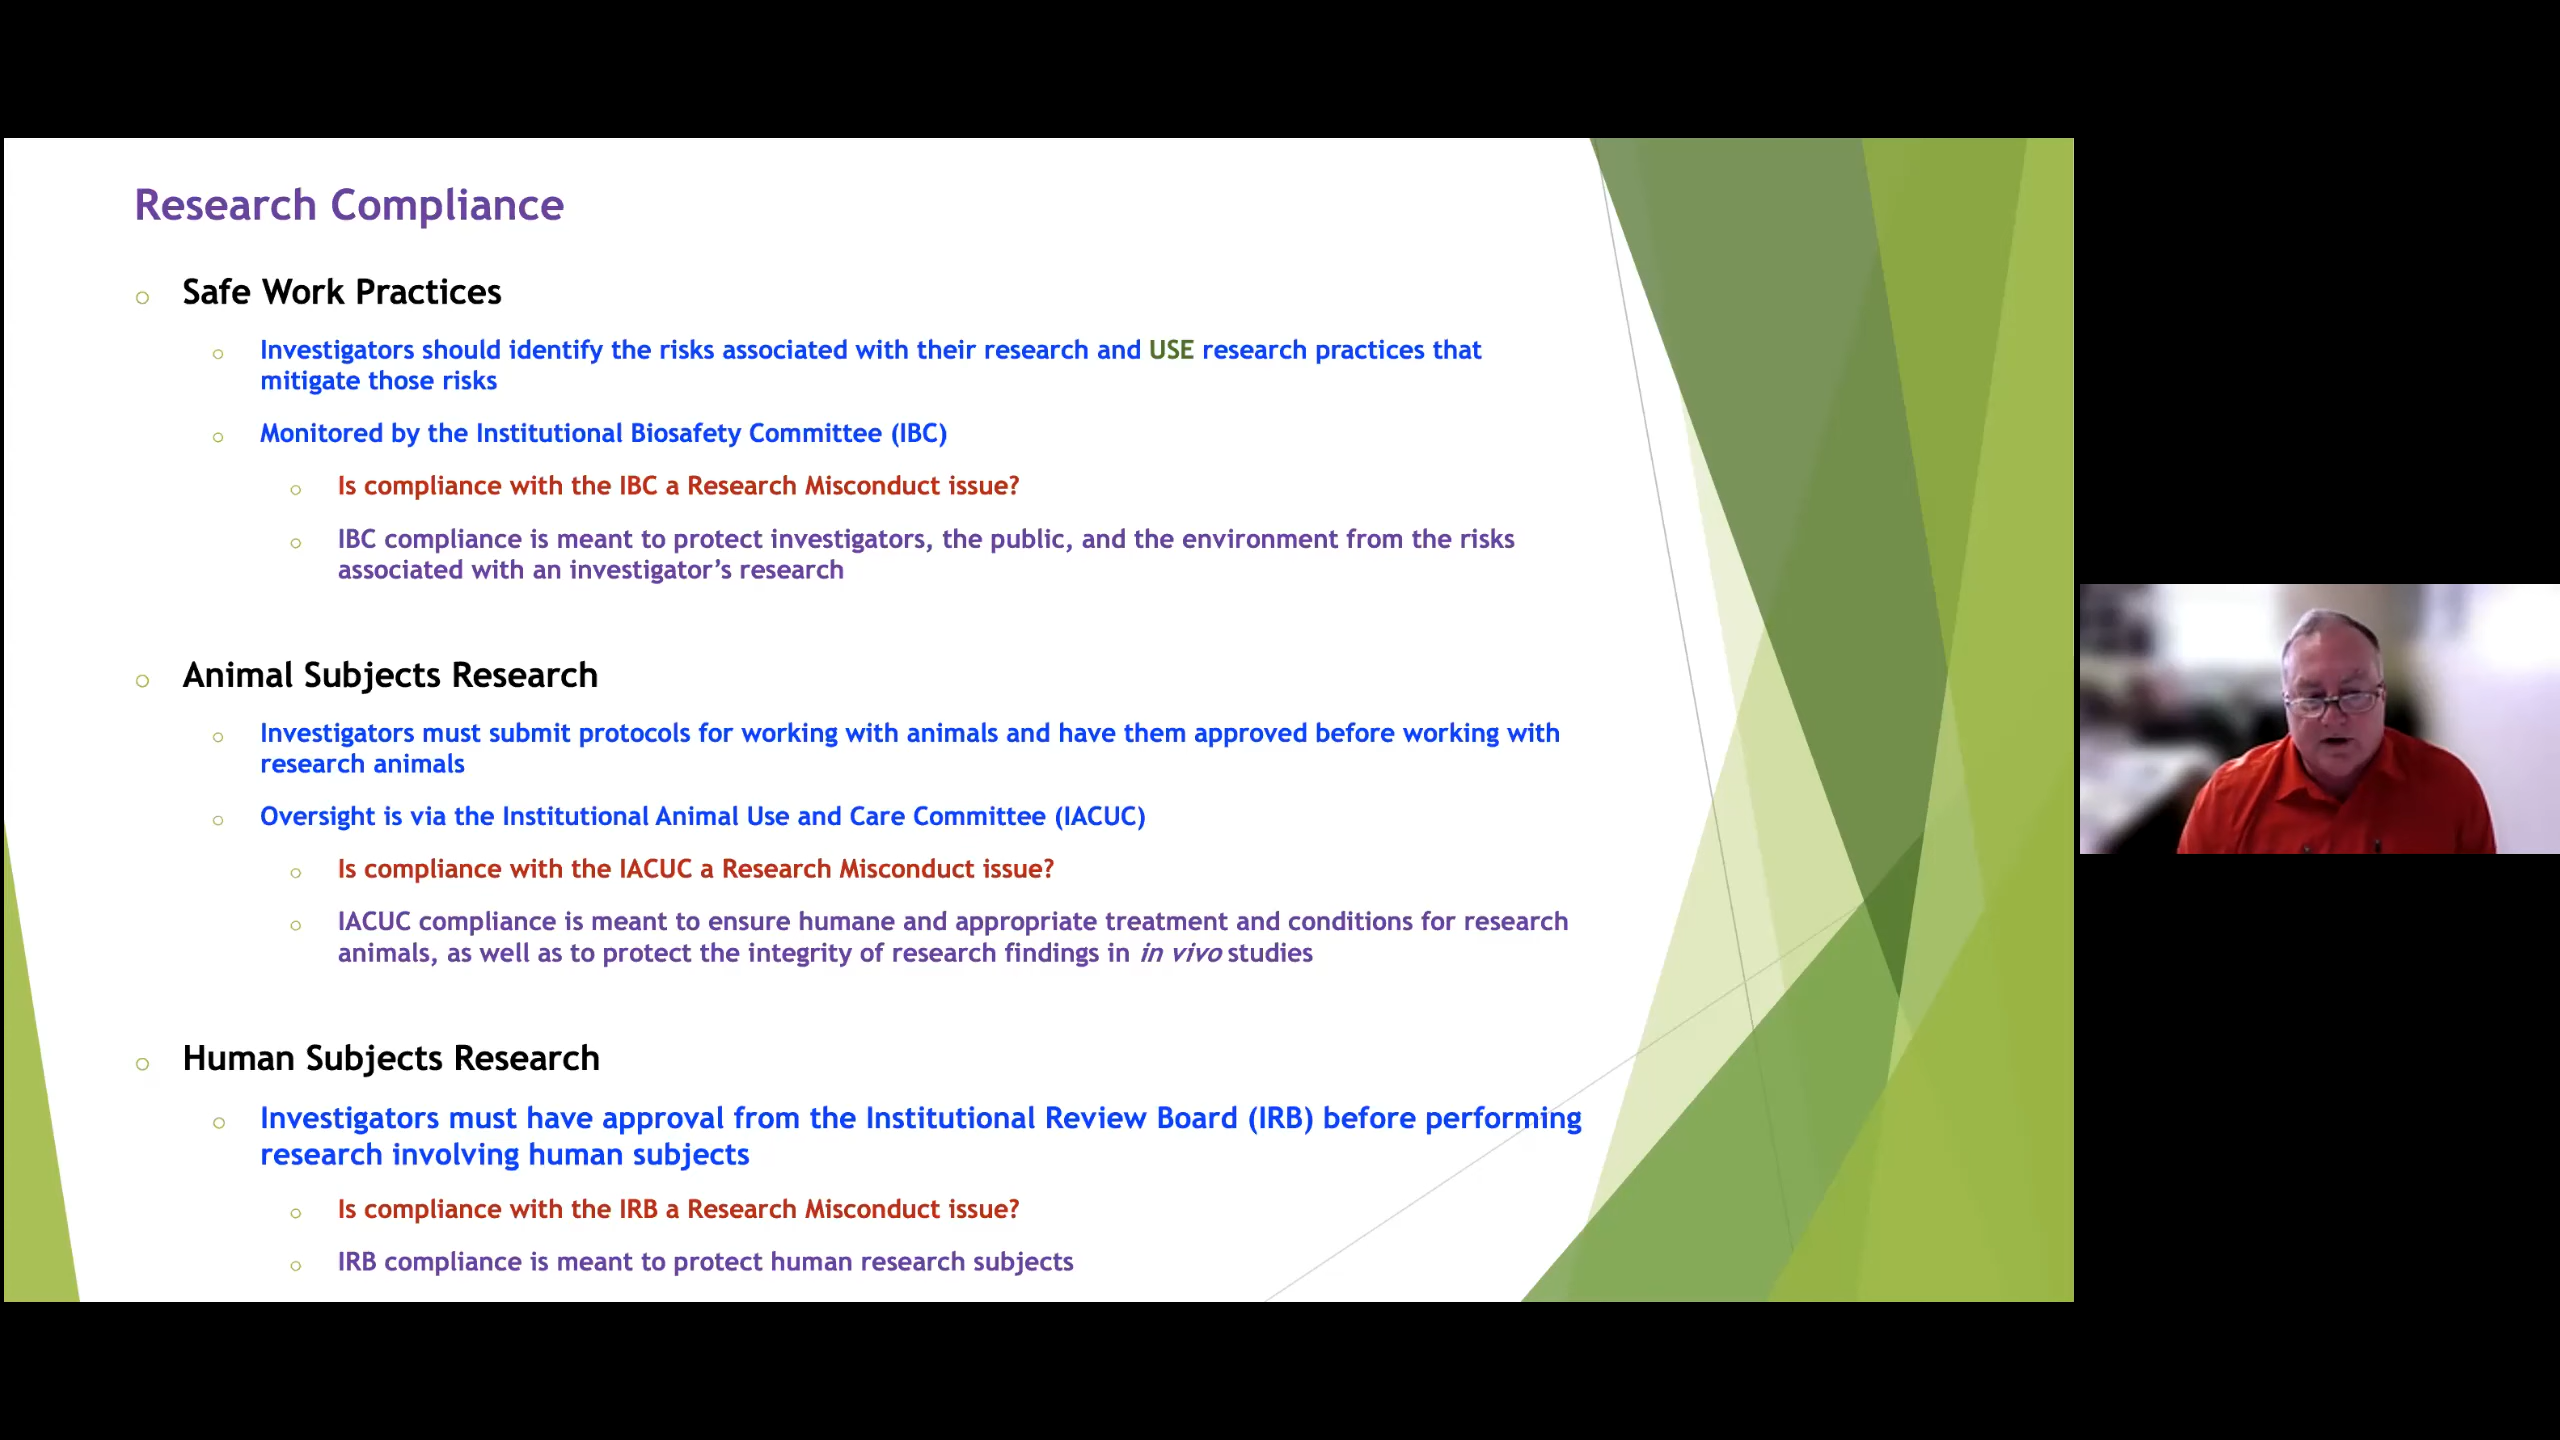 Research Compliance
Safe Work Practices
Investigators should identify the risks associated with their research and USE research practices that
mitigate those risks
Monitored by the Institutional Biosafety Committee (IBC)
Is compliance with the IBC a Research Misconduct issue?
IBC compliance is meant to protect investigators, the public, and the environment from the risks
associated with an investigator’s research
Animal Subjects Research
Investigators must submit protocols for working with animals and have them approved before working with
research animals
Oversight is via the Institutional Animal Use and Care Committee (IACUC)
Is compliance with the IACUC a Research Misconduct issue?
IACUC compliance is meant to ensure humane and appropriate treatment and conditions for research
animals, as well as to protect the integrity of research findings in in vivo studies
Human Subjects Research
Investigators must have approval from the Institutional Review Board (IRB) before performing
research involving human subjects
Is compliance with the IRB a Research Misconduct issue?
IRB compliance is meant to protect human research subjects